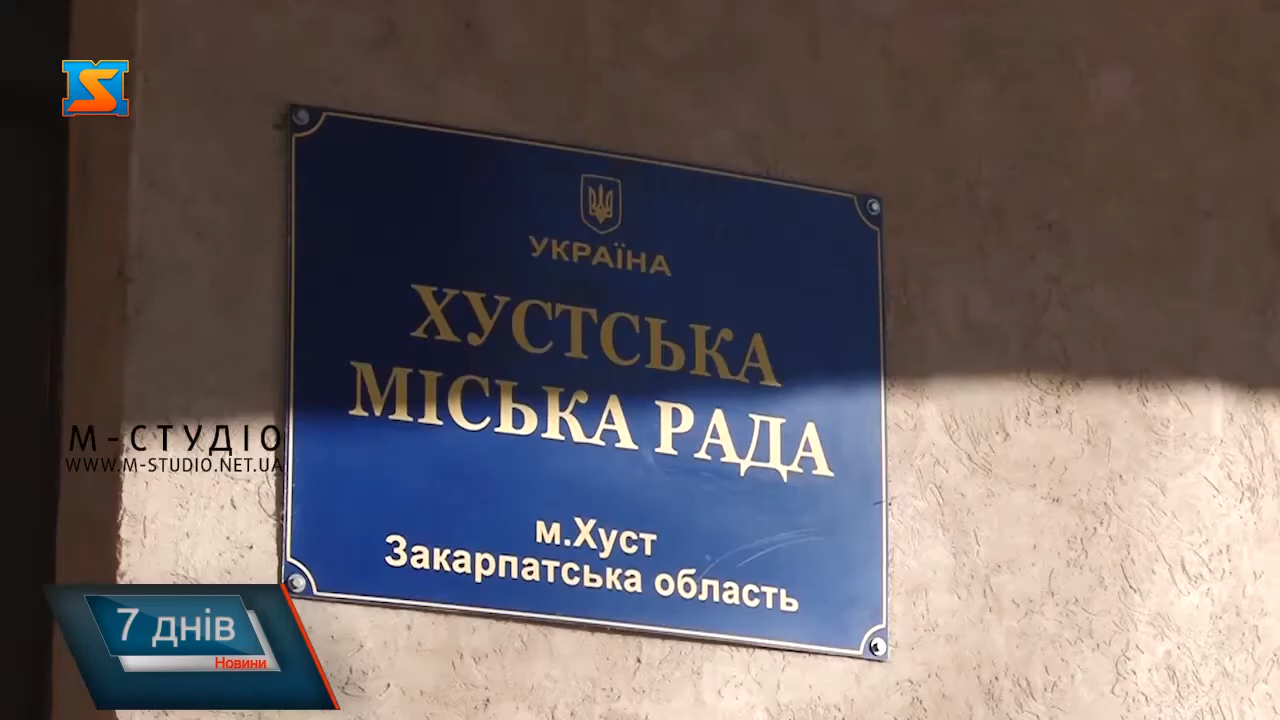 УКРАЇНА
ХУСТСЬКА
МІСЬКА РАДА
м.Хуст
Закарпатська область
М-СТУДІО
WWW.M-STUDIO.NET.UA
7 днів
Новини